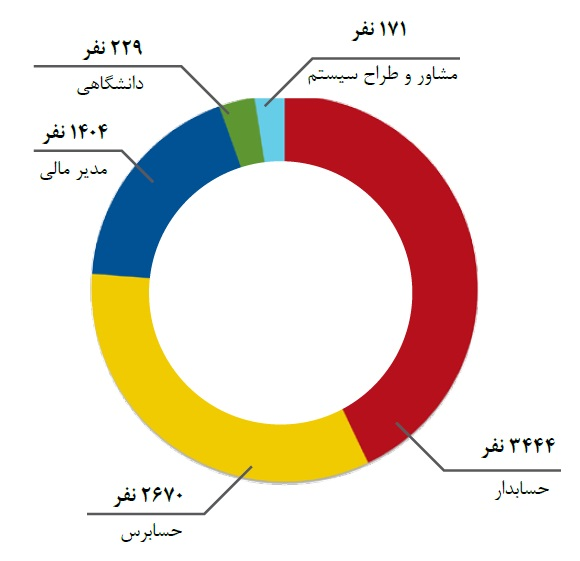 ۱۷۱ نفر
مشاور و طراح سیستم
۲۲۹ نفر
دانشگاهی
۱۴۰۴ نفر
مدیر مالی
۳۴۴۴ نفر
حسابدار
۲۶۷۰ نفر
حسابرس